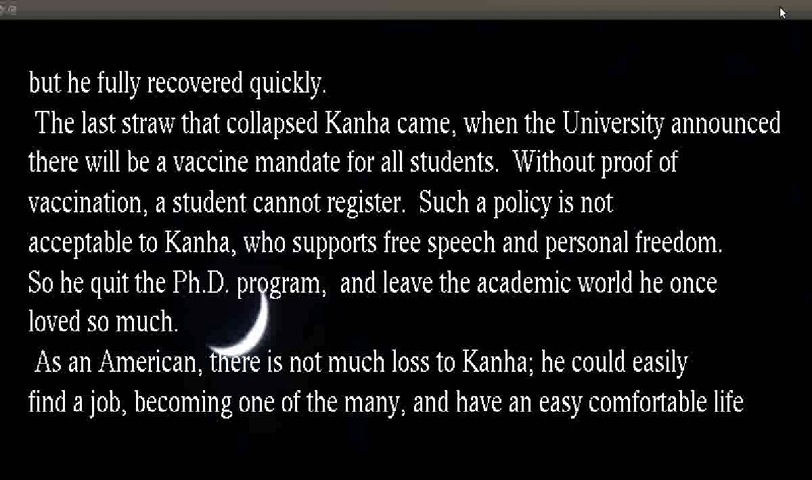 but he fully recovered quickly.
The last straw that collapsed Kanha came, when the University announced
there will be a vaccine mandate for all students. Without proof of
vaccination, a student cannot register. Such a policy is not
acceptable to Kanha, who supports free speech and personal freedom.
So he quit the Ph.D. program, and leave the academic world he once
loved so much.
As an American, there is not much loss to Kanha; he could easily
find a job, becoming one of the many, and have an easy comfortable life